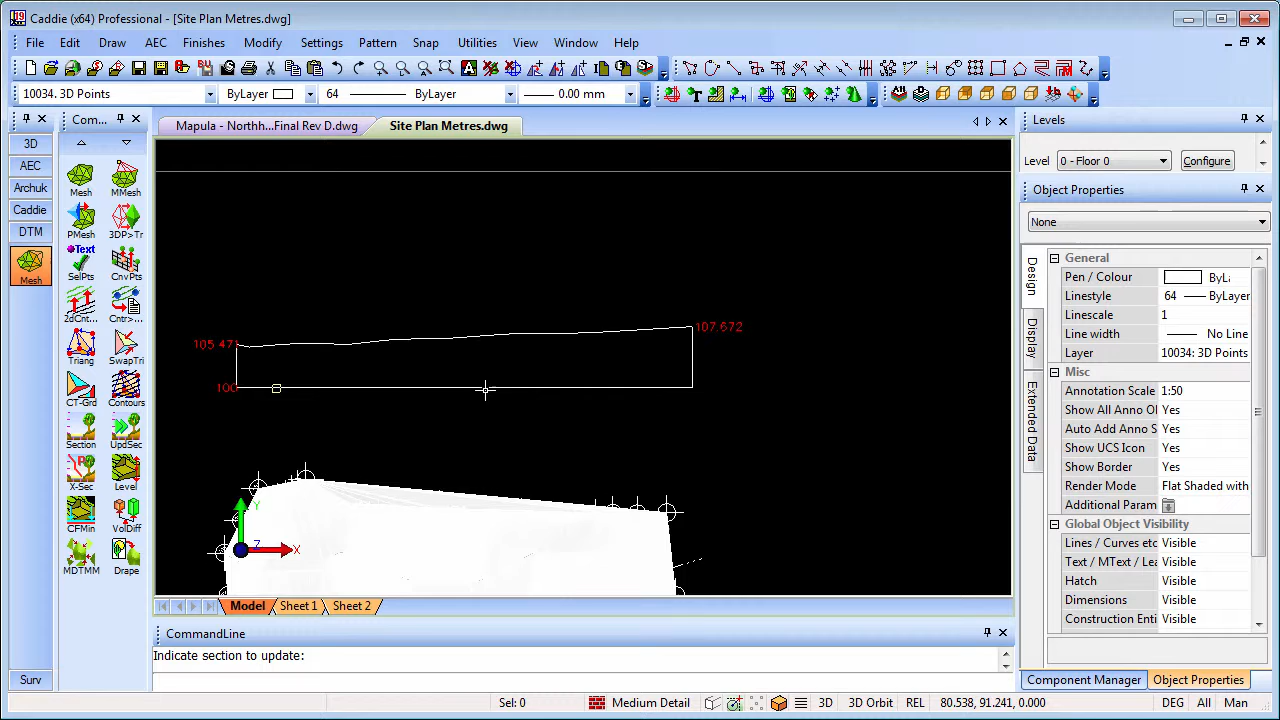 Caddie (x64) Professional - [Site Plan Metres.dwg]
File Edit Draw AEC Finishes Modify Settings Pattern Snap Utilities View Window Help
10034. 3D Points ByLayer 64 ByLayer 0.00 mm
Com...
Mapula - Northh...Final Rev D.dwg Site Plan Metres.dwg
3D
AEC
Archuk
Caddie
DTM
Mesh
Surv
Mesh MMesh
PMesh 3DP>Tr
Text
SelPts CnvPts
2dCnt... Cntr>...
Triang SwapTri
CT-Grd Contours
Section UpdSec
X-Sec Level
CFMin VolDiff
MDTMM Drape
105.471
107.672
100
Y
Z X
Model Sheet 1 Sheet 2
CommandLine
Indicate section to update:
Levels
Level 0 - Floor 0 Configure
Object Properties
None
Design
Display
Extended Data
General
Pen / Colour ByLa
Linestyle 64 ByLayer
Linescale 1
Line width No Line
Layer 10034: 3D Points
Misc
Annotation Scale 1:50
Show All Anno Ol Yes
Auto Add Anno S Yes
Show UCS Icon Yes
Show Border Yes
Render Mode Flat Shaded with
Additional Param
Global Object Visibility
Lines / Curves etc Visible
Text / MText / Lea Visible
Hatch Visible
Dimensions Visible
Construction Enti Visible
Component Manager Object Properties
Sel: 0 Medium Detail 3D 3D Orbit REL 80.538, 91.241, 0.000 DEG All Man